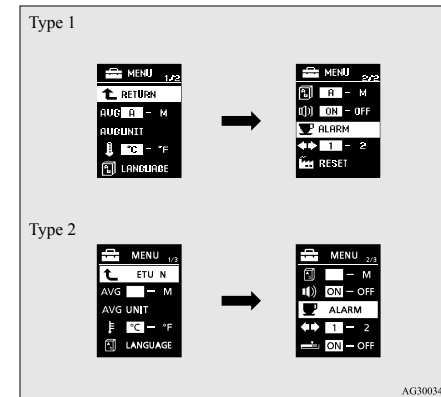 Type 1
MENU 1/2
RETURN
AVG A - M
AVGUNIT
°C - °F
LANGUAGE
MENU 2/2
A - M
ON - OFF
ALARM
1 - 2
RESET
Type 2
MENU 1/3
ETU N
AVG - M
AVG UNIT
°C - °F
LANGUAGE
MENU 2/3
- M
ON - OFF
ALARM
1 - 2
ON - OFF
AG30034